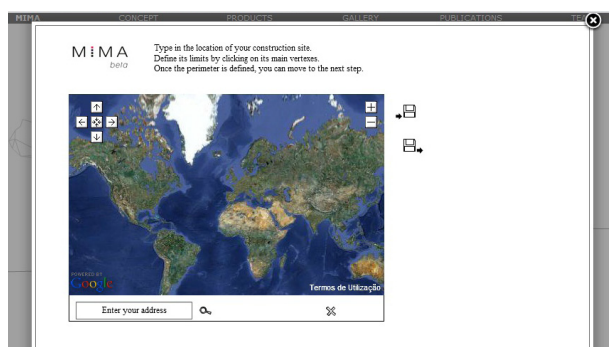 MIMA CONCEPT PRODUCTS GALLERY PUBLICATIONS TE
MIMA
beta
Type in the location of your construction site.
Define its limits by clicking on its main vertexes.
Once the perimeter is defined, you can move to the next step.
POWERED BY
Google
Termos de Utilização
Enter your address